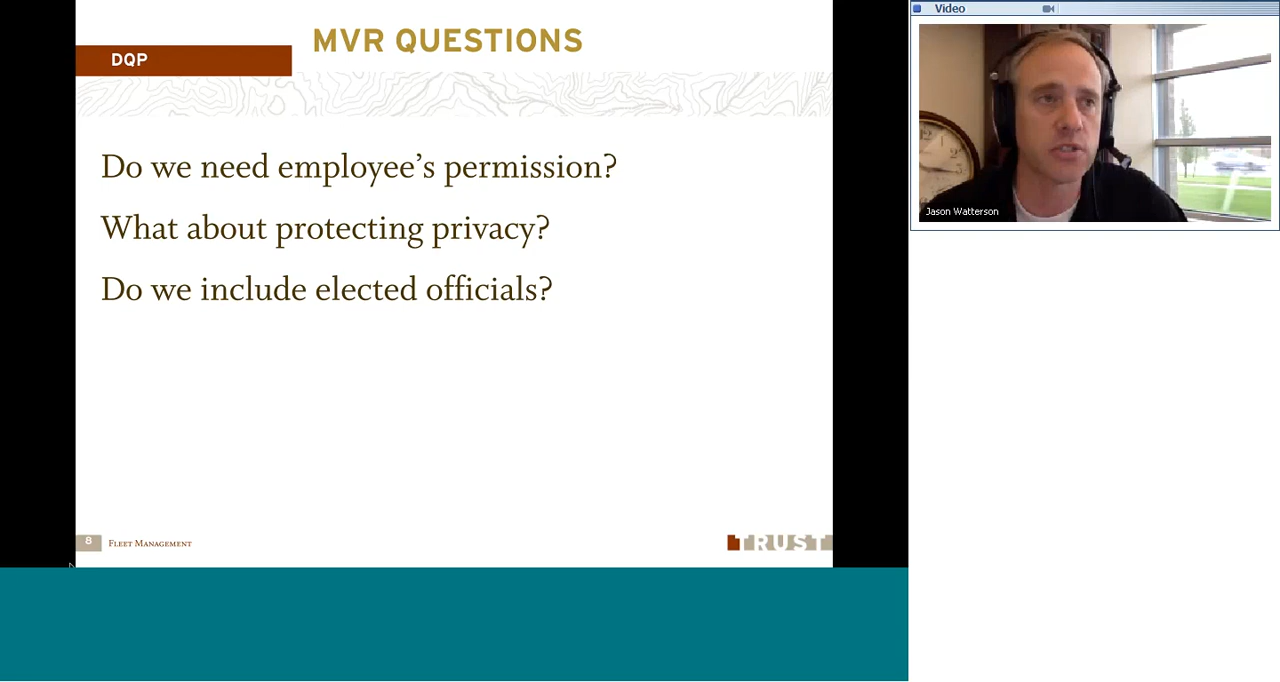 MVR QUESTIONS
DQP
Do we need employee’s permission?
What about protecting privacy?
Do we include elected officials?
8 Fleet Management
TRUST
Video
Jason Watterson